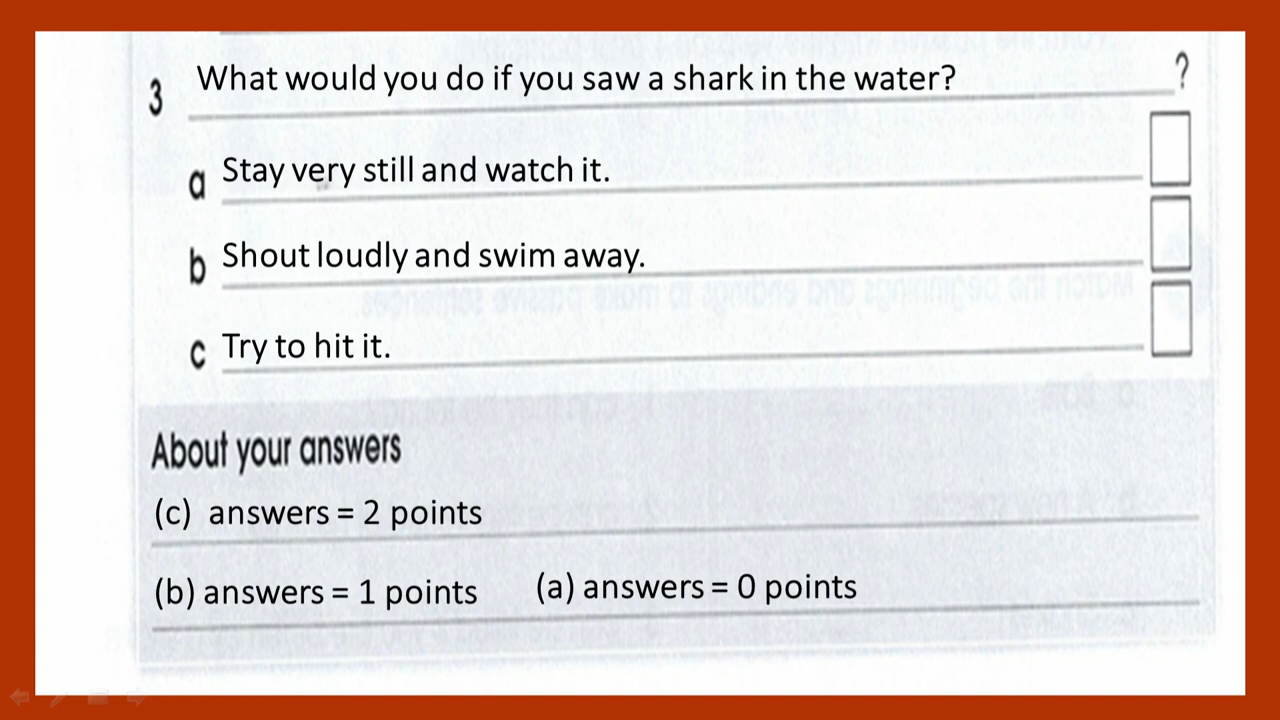 3 What would you do if you saw a shark in the water? ?
a Stay very still and watch it.
b Shout loudly and swim away.
c Try to hit it.
About your answers
(c) answers = 2 points
(b) answers = 1 points (a) answers = 0 points